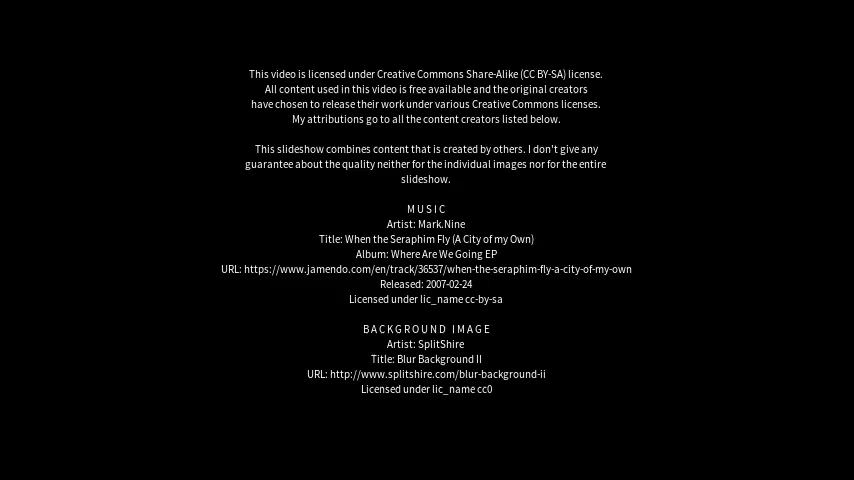 This video is licensed under Creative Commons Share-Alike (CC BY-SA) license.
All content used in this video is free available and the original creators
have chosen to release their work under various Creative Commons licenses.
My attributions go to all the content creators listed below.
This slideshow combines content that is created by others. I don't give any
guarantee about the quality neither for the individual images nor for the entire
slideshow.
MUSIC
Artist: Mark.Nine
Title: When the Seraphim Fly (A City of my Own)
Album: Where Are We Going EP
URL: https://www.jamendo.com/en/track/36537/when-the-seraphim-fly-a-city-of-my-own
Released: 2007-02-24
Licensed under lic_name cc-by-sa
BACKGROUND IMAGE
Artist: SplitShire
Title: Blur Background II
URL: http://www.splitshire.com/blur-background-ii
Licensed under lic_name cc0